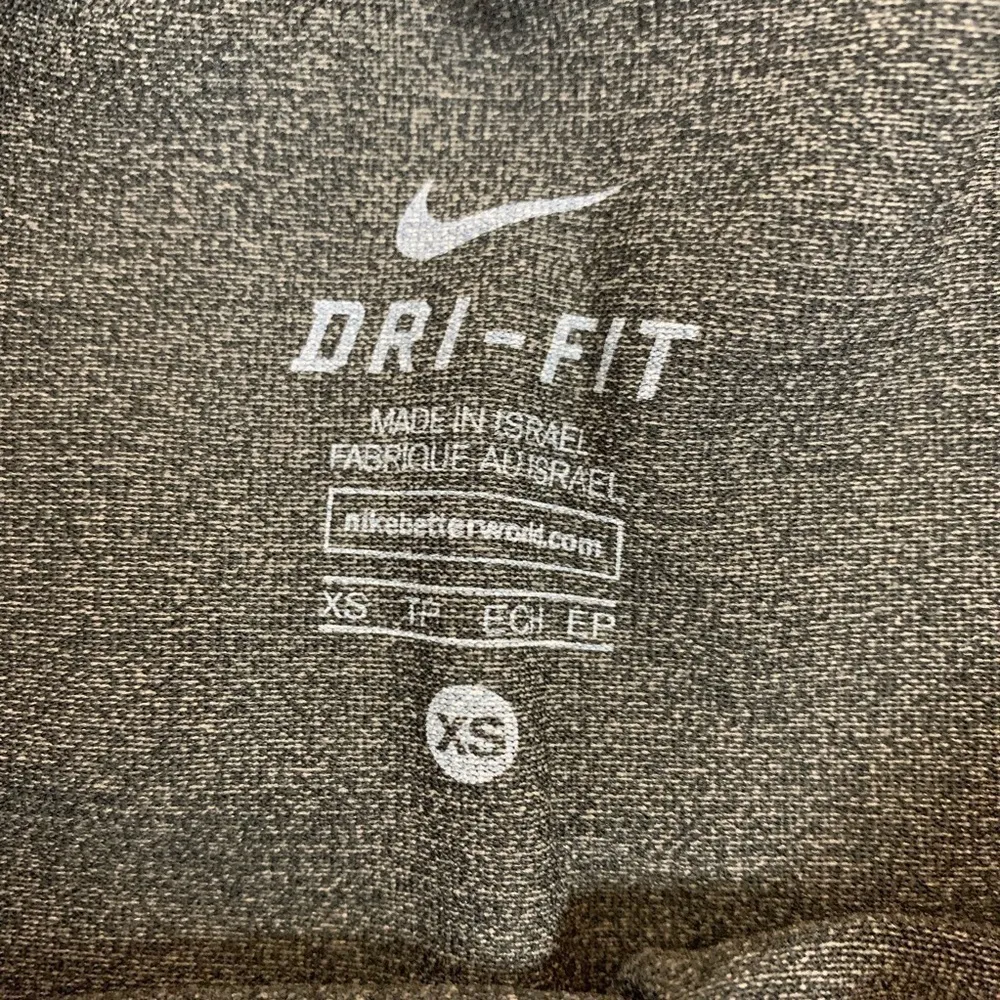 DRI-FIT
MADE IN ISRAEL
FABRIQUE AU ISRAEL
nikebetterworld.com
XS TP ECH EP
XS